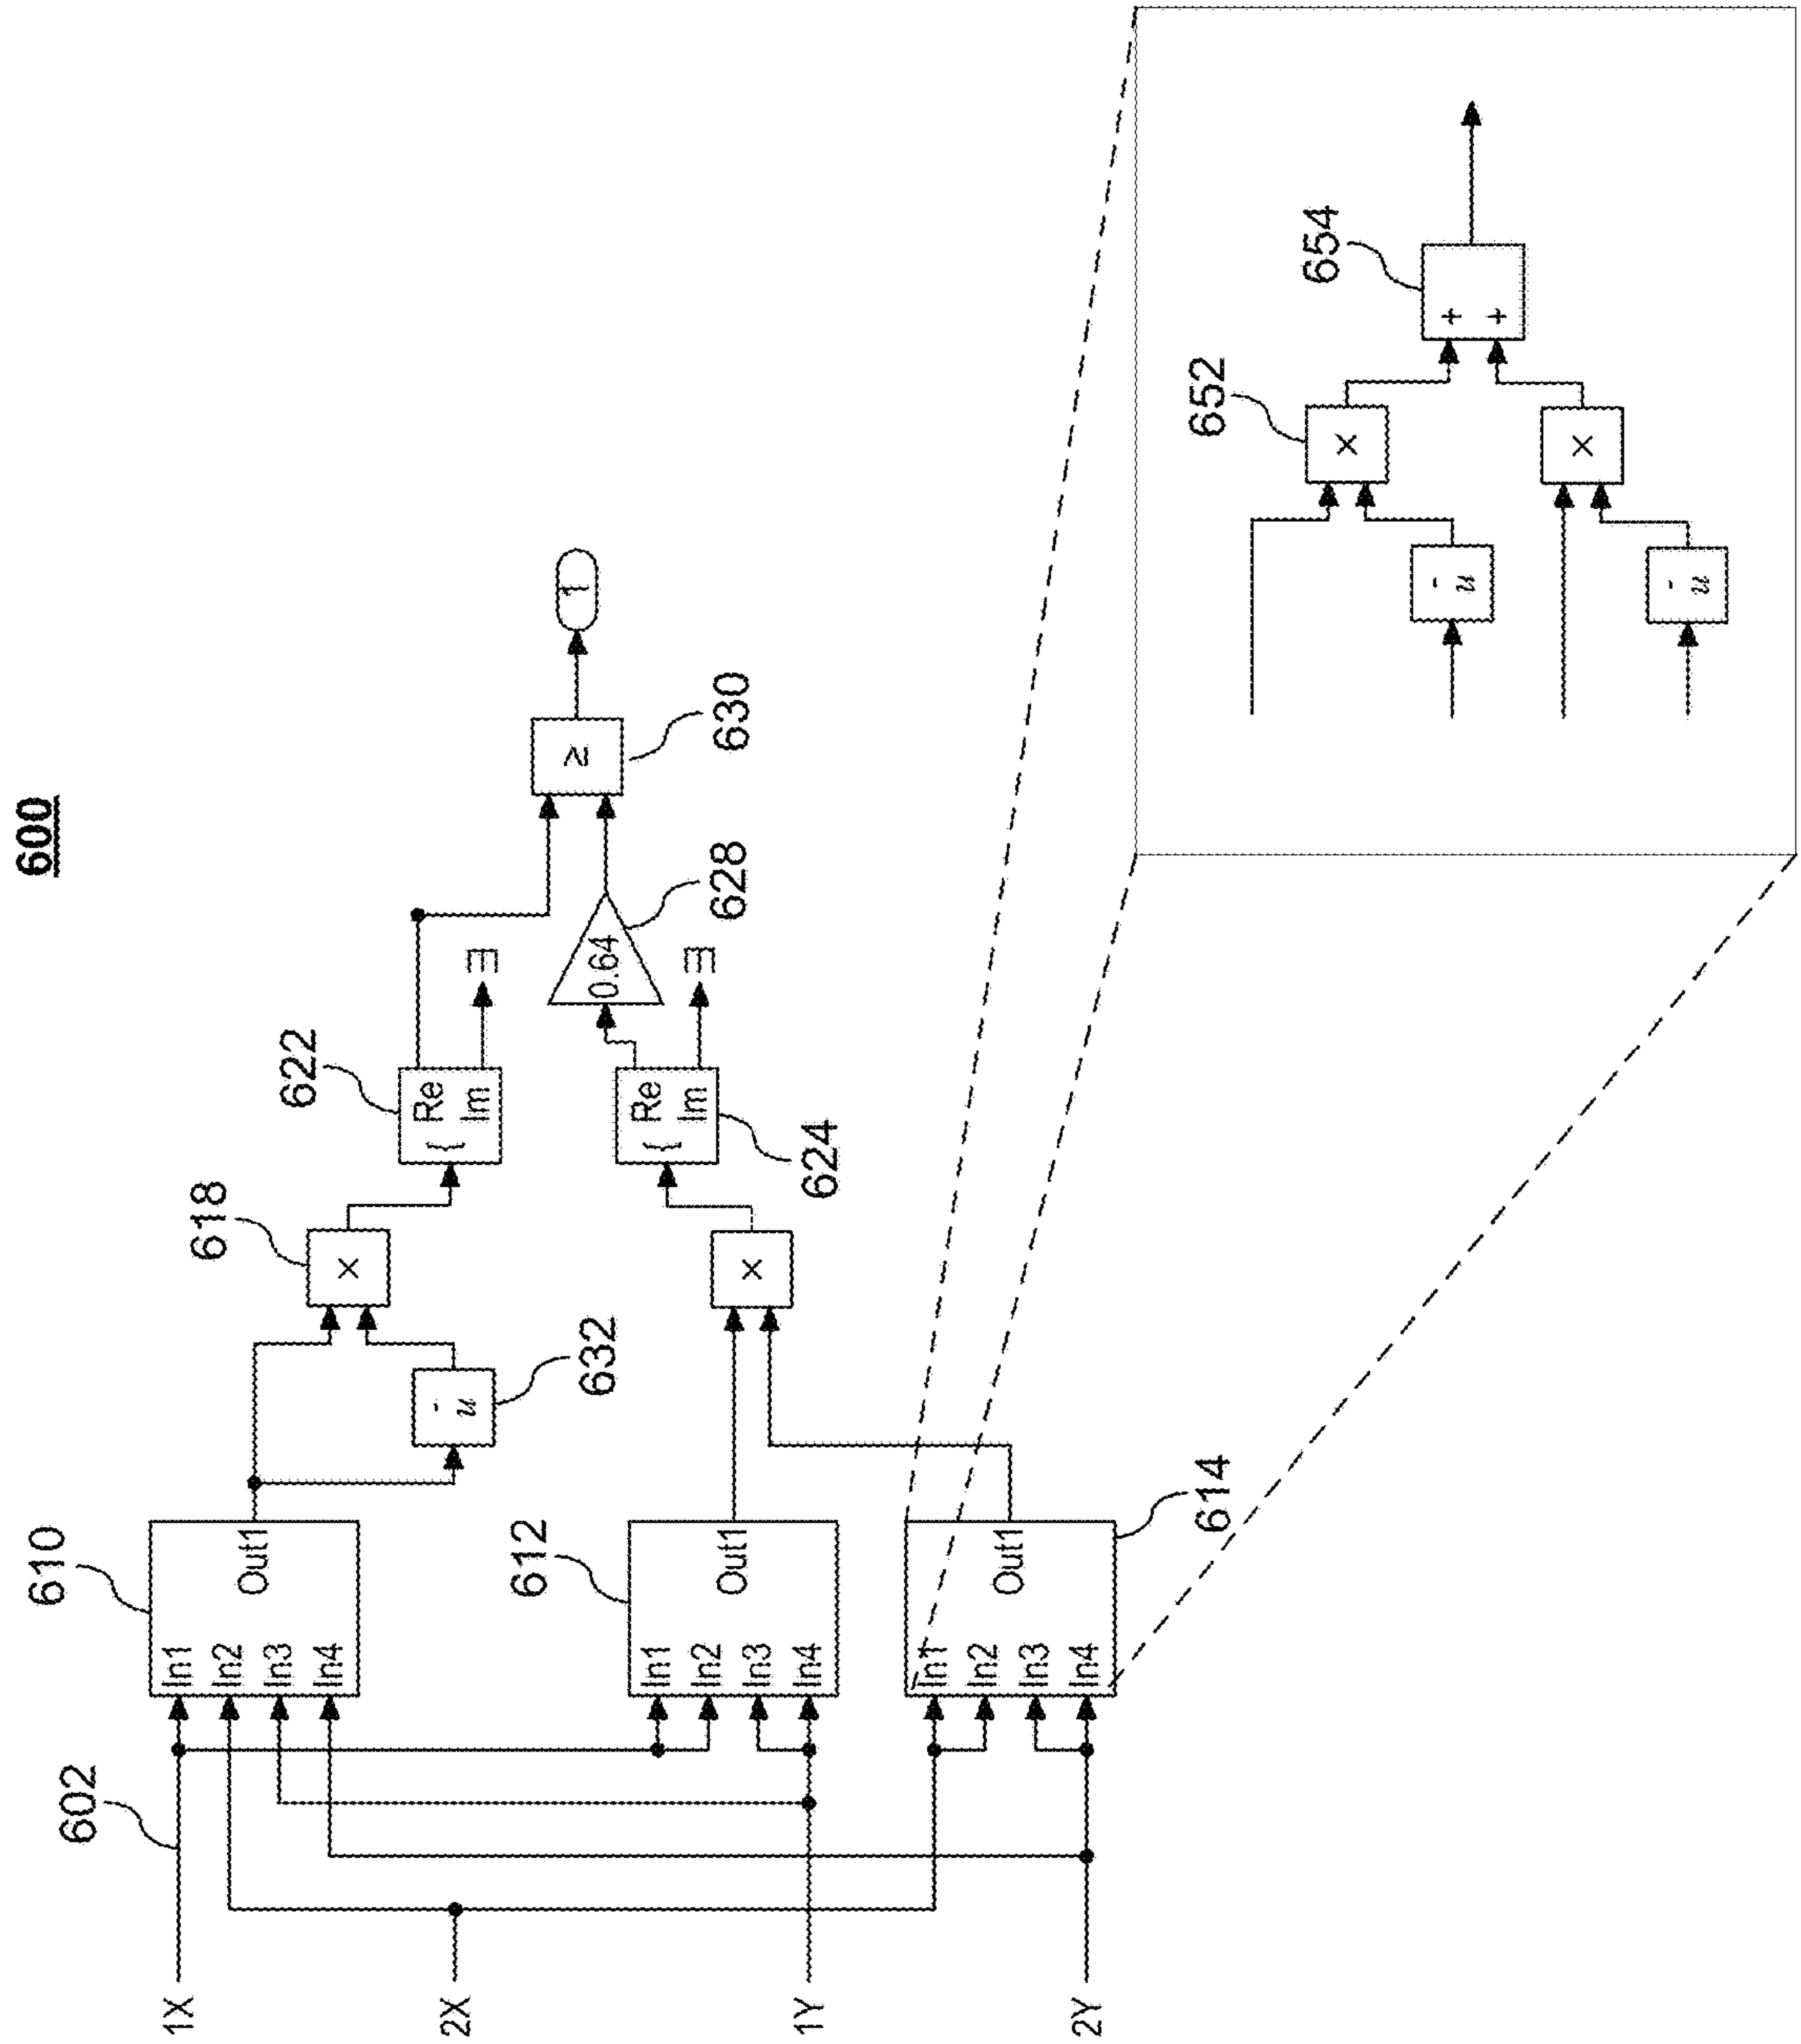 600
610
602
1X
In1
In2
In3
In4
Out1
618
×
632
ū
622
Re
Im
2X
612
In1
In2
In3
In4
Out1
×
624
Re
Im
0.64
628
≥
630
1
1Y
614
In1
In2
In3
In4
Out1
2Y
652
×
654
+
+
ū
×
ū